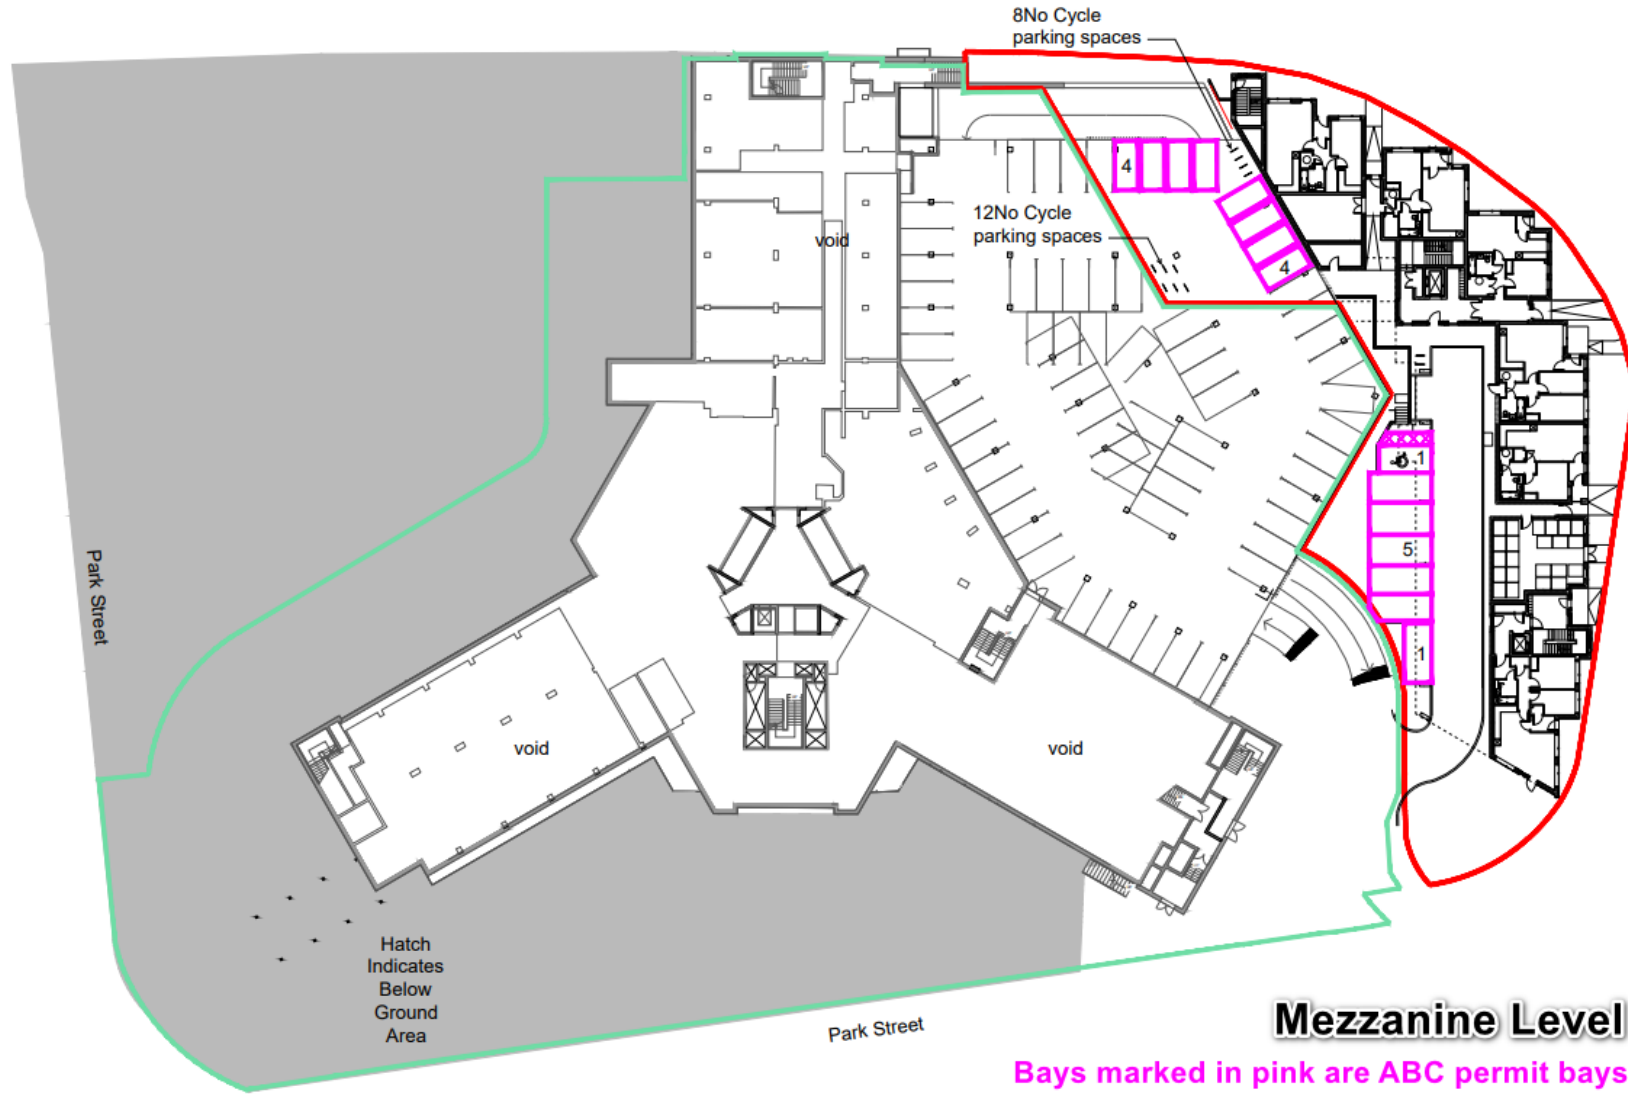 8No Cycle
parking spaces
4
12No Cycle
parking spaces
void
4
1
5
Park Street
1
void
void
Hatch
Indicates
Below
Ground
Area
Park Street
Mezzanine Level
Bays marked in pink are ABC permit bays